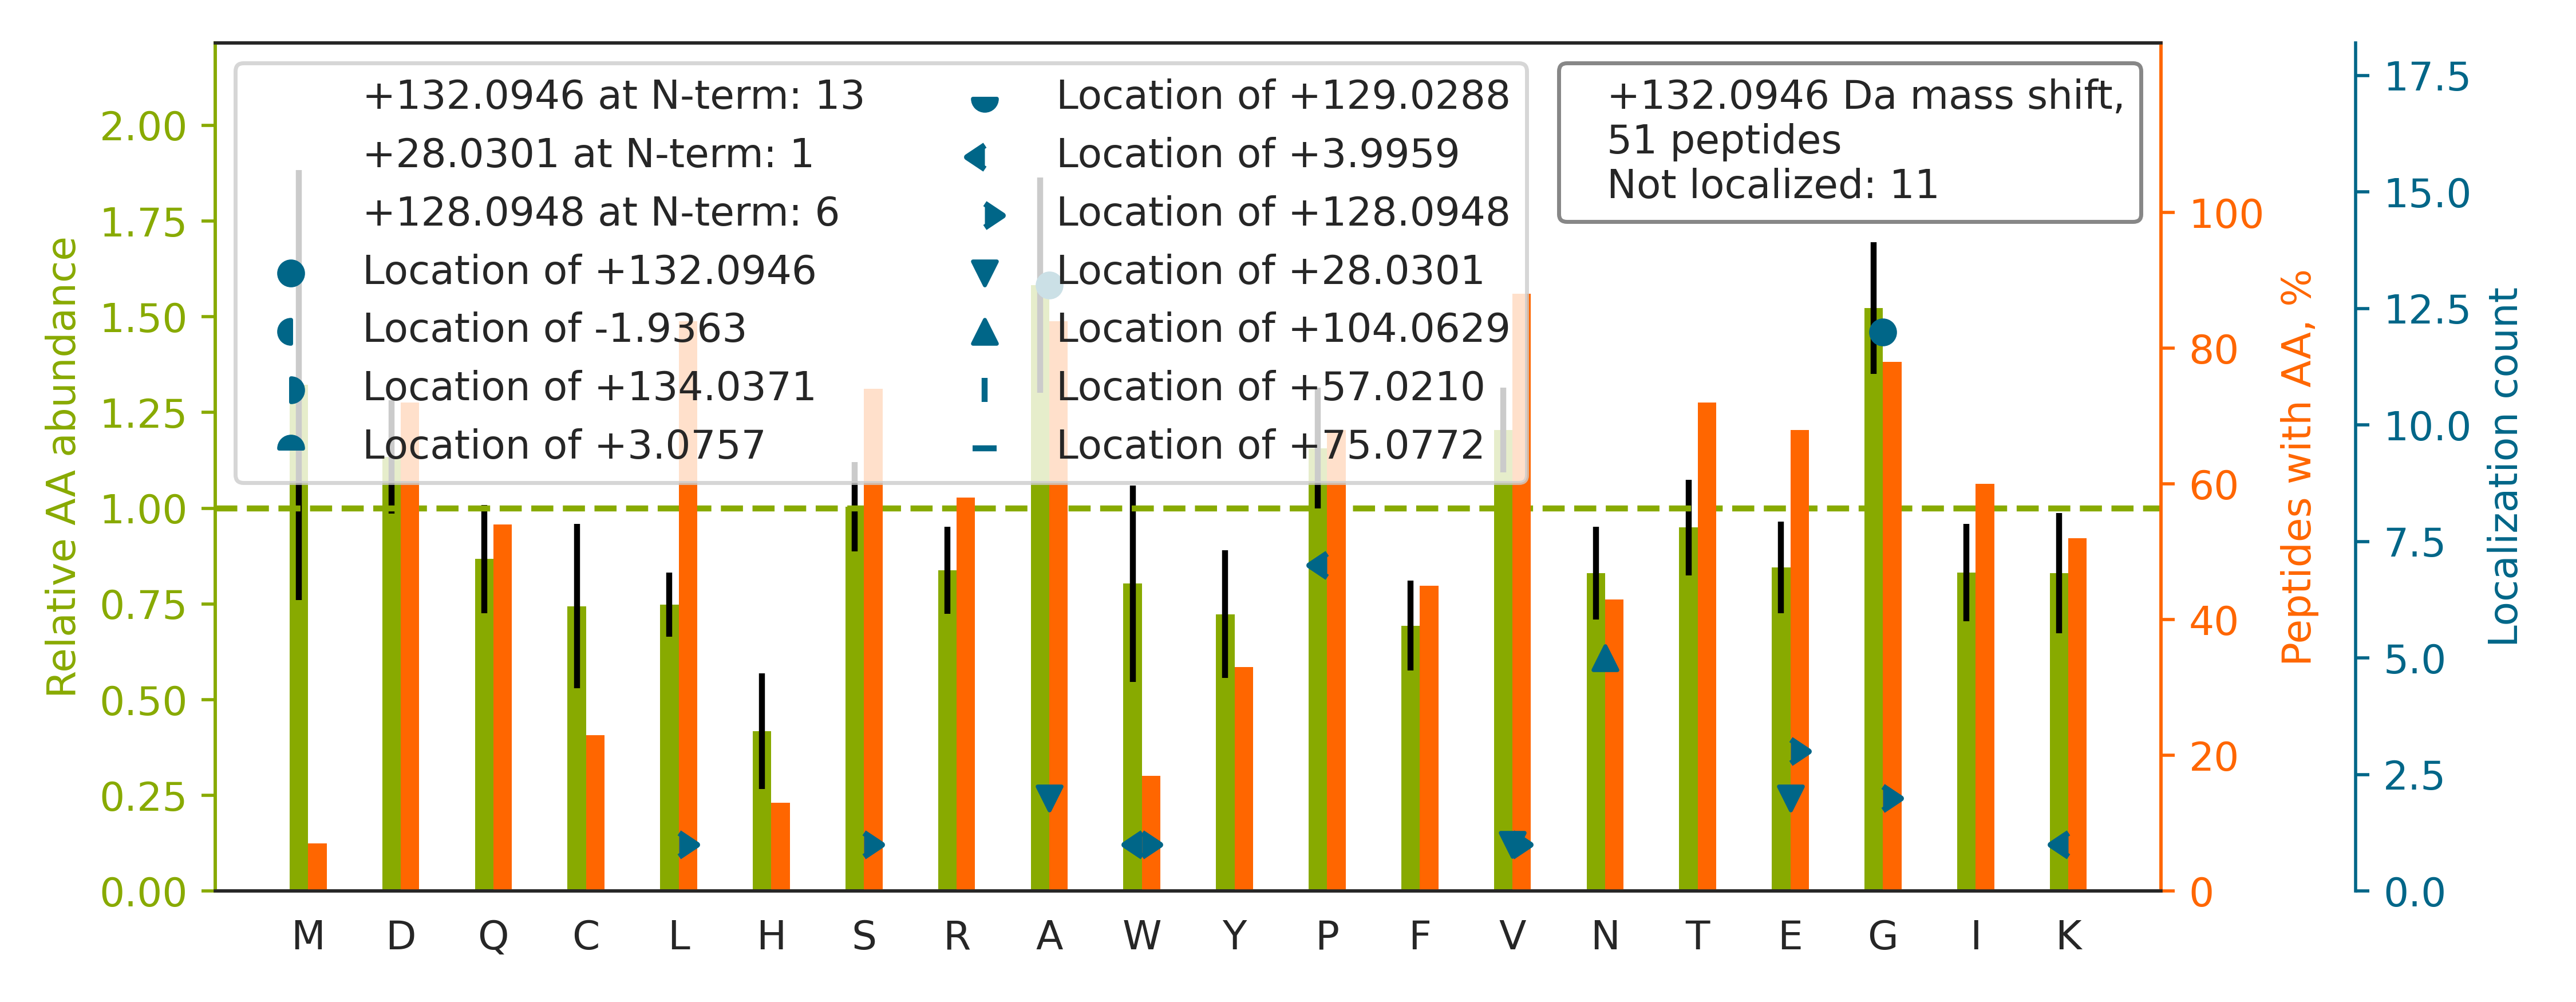 +132.0946 at N-term: 13
+28.0301 at N-term: 1
+128.0948 at N-term: 6
Location of +132.0946
Location of -1.9363
Location of +134.0371
Location of +3.0757
Location of +129.0288
Location of +3.9959
Location of +128.0948
Location of +28.0301
Location of +104.0629
Location of +57.0210
Location of +75.0772
+132.0946 Da mass shift,
51 peptides
Not localized: 11
Relative AA abundance
2.00
1.75
1.50
1.25
1.00
0.75
0.50
0.25
0.00
M D Q C L H S R A W Y P F V N T E G I K
100
80
60
40
20
0
Peptides with AA, %
17.5
15.0
12.5
10.0
7.5
5.0
2.5
0.0
Localization count